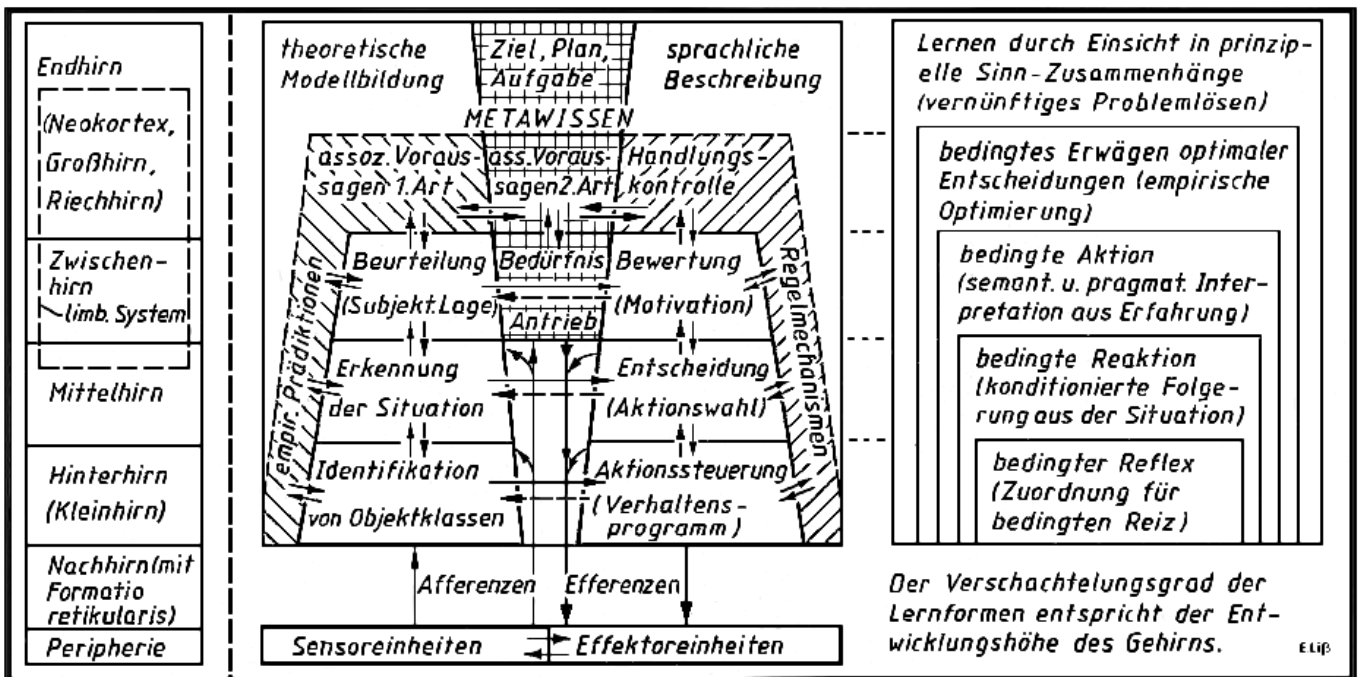 Endhirn
(Neokortex,
Großhirn,
Riechhirn)
Zwischen-
hirn
limb. System
Mittelhirn
Hinterhirn
(Kleinhirn)
Nachhirn (mit
Formatio
retikularis)
Peripherie
theoretische
Modellbildung
Ziel, Plan,
Aufgabe
sprachliche
Beschreibung
METAWISSEN
assoz. Voraus-
sagen 1. Art
ass. Voraus-
sagen 2. Art
Handlungs-
kontrolle
empir. Prädiktionen
Regelmechanismen
Beurteilung
(Subjekt. Lage)
Bedürfnis
Antrieb
Bewertung
(Motivation)
Erkennung
der Situation
Entscheidung
(Aktionswahl)
Identifikation
von Objektklassen
Aktionssteuerung
(Verhaltens-
programm)
Afferenzen
Efferenzen
Sensoreinheiten
Effektoreinheiten
Lernen durch Einsicht in prinzip-
elle Sinn-Zusammenhänge
(vernünftiges Problemlösen)
bedingtes Erwägen optimaler
Entscheidungen (empirische
Optimierung)
bedingte Aktion
(semant. u. pragmat. Inter-
pretation aus Erfahrung)
bedingte Reaktion
(konditionierte Folge-
rung aus der Situation)
bedingter Reflex
(Zuordnung für
bedingten Reiz)
Der Verschachtelungsgrad der
Lernformen entspricht der Ent-
wicklungshöhe des Gehirns.
E.Liß